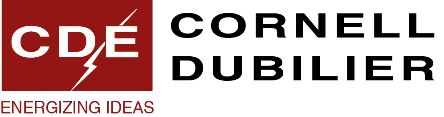 CDE
ENERGIZING IDEAS
CORNELL
DUBILIER